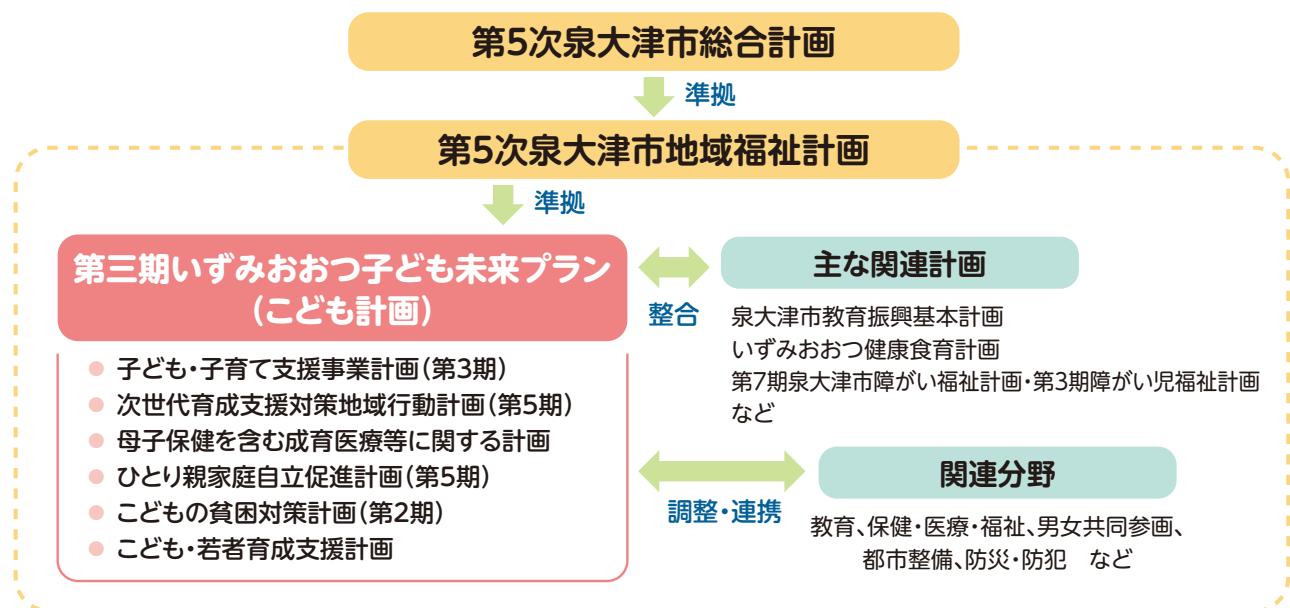 第5次泉大津市総合計画
準拠
第5次泉大津市地域福祉計画
準拠
第三期いずみおおつ子ども未来プラン
(こども計画)
● 子ども・子育て支援事業計画(第3期)
● 次世代育成支援対策地域行動計画(第5期)
● 母子保健を含む成育医療等に関する計画
● ひとり親家庭自立促進計画(第5期)
● こどもの貧困対策計画(第2期)
● こども・若者育成支援計画
整合
主な関連計画
泉大津市教育振興基本計画
いずみおおつ健康食育計画
第7期泉大津市障がい福祉計画・第3期障がい児福祉計画
など
調整・連携
関連分野
教育、保健・医療・福祉、男女共同参画、
都市整備、防災・防犯　など